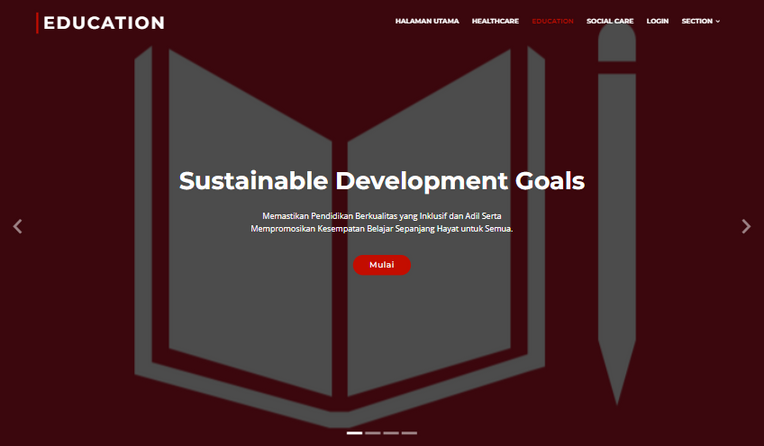 EDUCATION
HALAMAN UTAMA HEALTHCARE EDUCATION SOCIAL CARE LOGIN SECTION
Sustainable Development Goals
Memastikan Pendidikan Berkualitas yang Inklusif dan Adil Serta
Mempromosikan Kesempatan Belajar Sepanjang Hayat untuk Semua.
Mulai